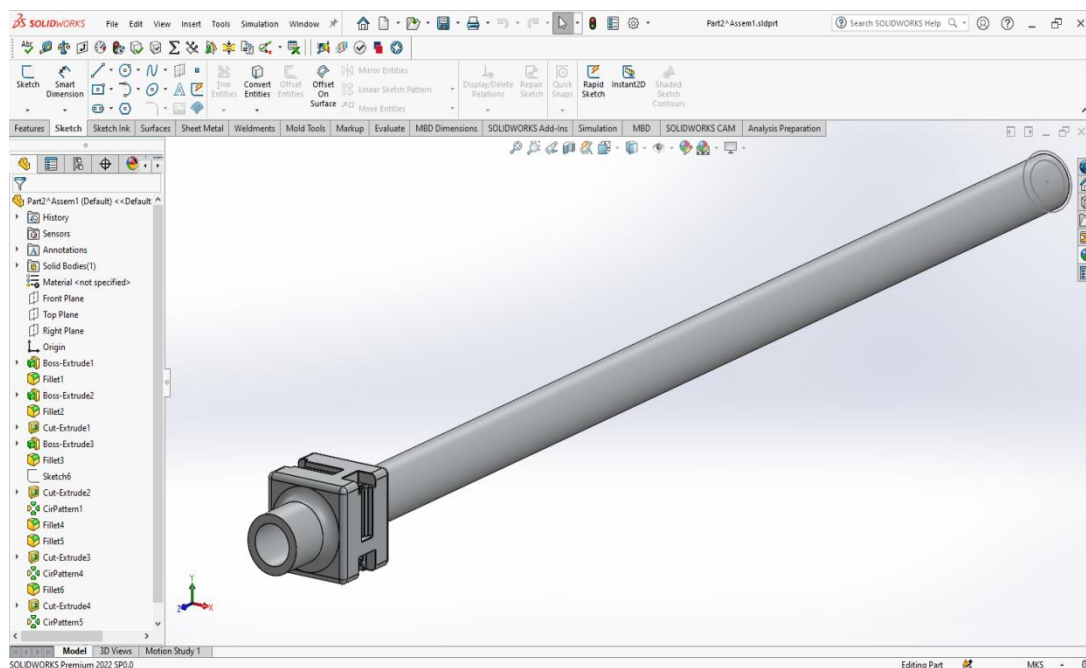 SOLIDWORKS File Edit View Insert Tools Simulation Window Part2^Assem1.sldprt Search SOLIDWORKS Help
Sketch Smart Dimension Trim Entities Convert Entities Offset Entities Offset On Surface Mirror Entities Linear Sketch Pattern Move Entities Display/Delete Relations Repair Sketch Quick Snaps Rapid Sketch Instant2D Shaded Sketch Contours
Features Sketch Sketch Ink Surfaces Sheet Metal Weldments Mold Tools Markup Evaluate MBD Dimensions SOLIDWORKS Add-Ins Simulation MBD SOLIDWORKS CAM Analysis Preparation
Part2^Assem1 (Default) <<Default
History
Sensors
Annotations
Solid Bodies(1)
Material <not specified>
Front Plane
Top Plane
Right Plane
Origin
Boss-Extrude1
Fillet1
Boss-Extrude2
Fillet2
Cut-Extrude1
Boss-Extrude3
Fillet3
Sketch6
Cut-Extrude2
CirPattern1
Fillet4
Fillet5
Cut-Extrude3
CirPattern4
Fillet6
Cut-Extrude4
CirPattern5
Y
Z X
Model 3D Views Motion Study 1
SOLIDWORKS Premium 2022 SP0.0 Editing Part MKS